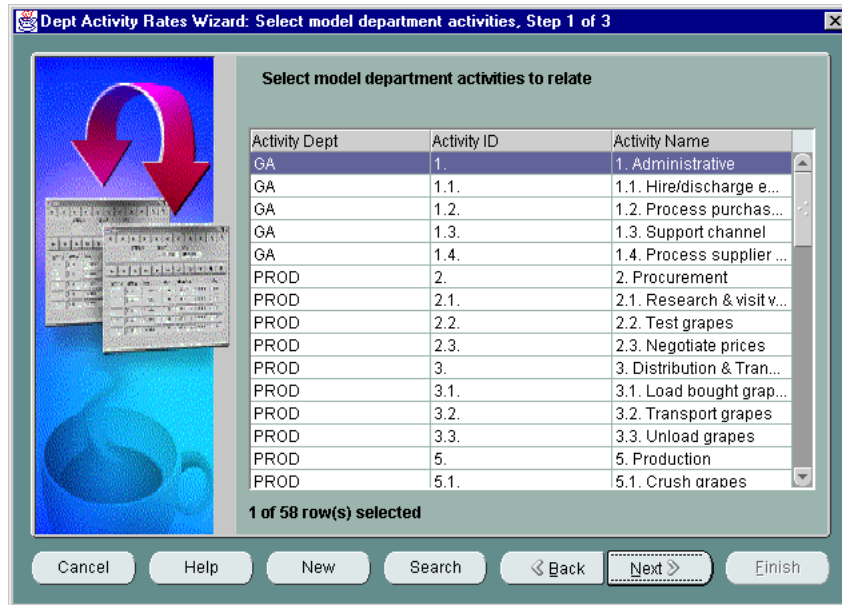 Dept Activity Rates Wizard: Select model department activities, Step 1 of 3
Select model department activities to relate
Activity Dept Activity ID Activity Name
GA 1. 1. Administrative
GA 1.1. 1.1. Hire/discharge e...
GA 1.2. 1.2. Process purchas...
GA 1.3. 1.3. Support channel
GA 1.4. 1.4. Process supplier ...
PROD 2. 2. Procurement
PROD 2.1. 2.1. Research & visit v...
PROD 2.2. 2.2. Test grapes
PROD 2.3. 2.3. Negotiate prices
PROD 3. 3. Distribution & Tran...
PROD 3.1. 3.1. Load bought grap...
PROD 3.2. 3.2. Transport grapes
PROD 3.3. 3.3. Unload grapes
PROD 5. 5. Production
PROD 5.1. 5.1. Crush grapes
1 of 58 row(s) selected
Cancel Help New Search Back Next Finish